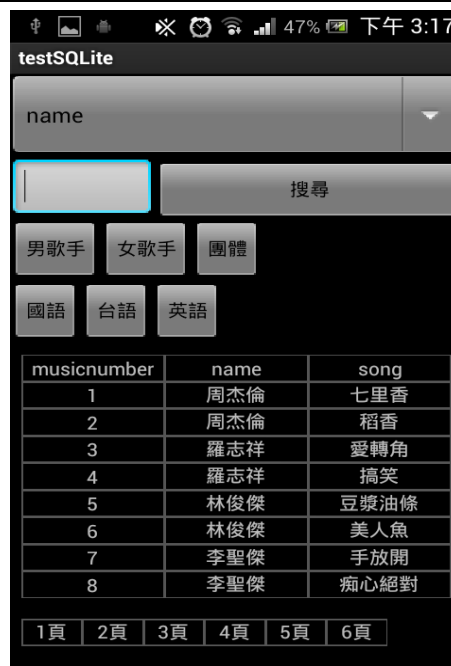 47% 下午 3:17
testSQLite
name
搜尋
男歌手 女歌手 團體
國語 台語 英語
musicnumber name song
1 周杰倫 七里香
2 周杰倫 稻香
3 羅志祥 愛轉角
4 羅志祥 搞笑
5 林俊傑 豆漿油條
6 林俊傑 美人魚
7 李聖傑 手放開
8 李聖傑 痴心絕對
1頁 2頁 3頁 4頁 5頁 6頁